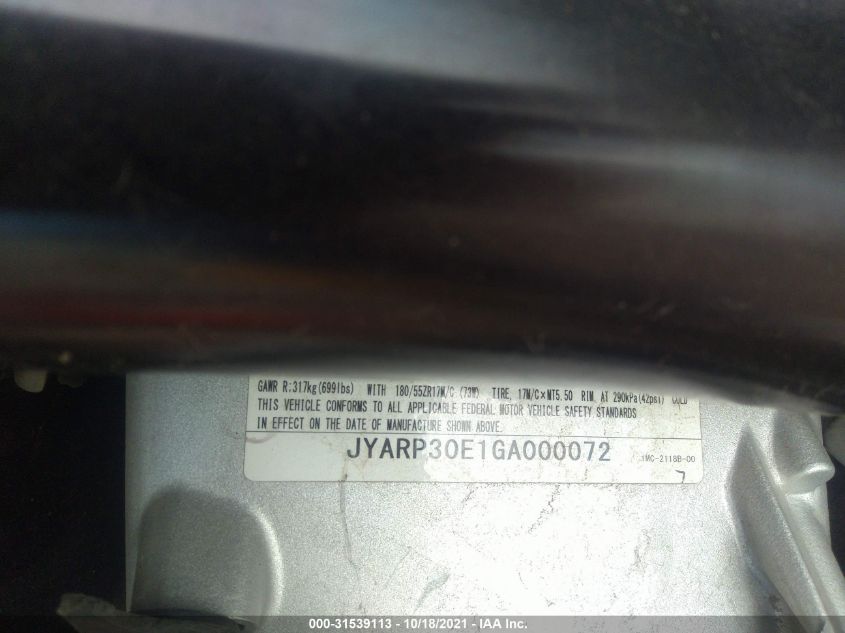 GAWR R:317kg(699lbs) WITH 180/55ZR17M/C (73W) TIRE, 17M/C×MT5.50 RIM, AT 290kPa(42psi) COLD
THIS VEHICLE CONFORMS TO ALL APPLICABLE FEDERAL MOTOR VEHICLE SAFETY STANDARDS
IN EFFECT ON THE DATE OF MANUFACTURE SHOWN ABOVE.
JYARP30E1GA000072
1MC-2118B-00
7
000-31539113 - 10/18/2021 - IAA Inc.